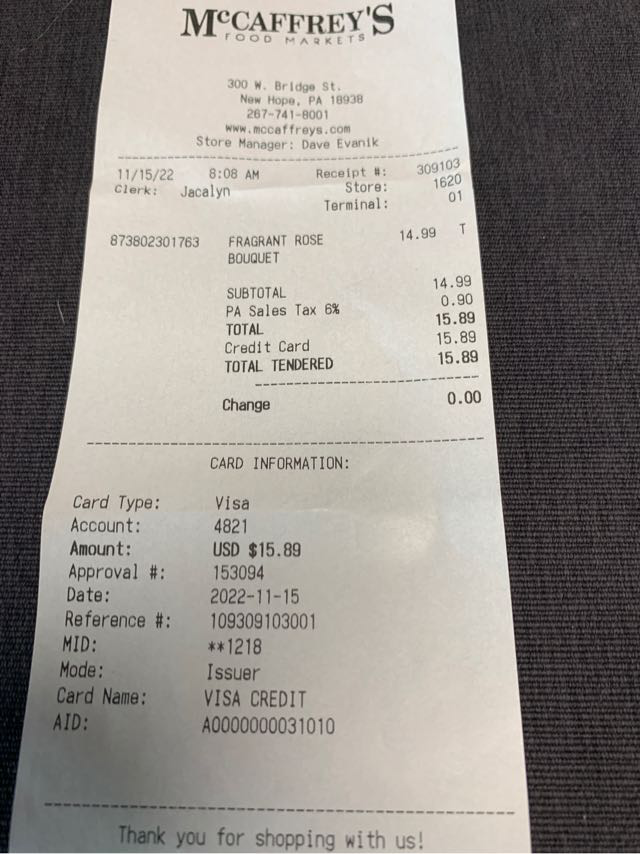 McCAFFREY'S
FOOD MARKETS
300 W. Bridge St.
New Hope, PA 18938
267-741-8001
www.mccaffreys.com
Store Manager: Dave Evanik
11/15/22 8:08 AM Receipt #: 309103
Clerk: Jacalyn Store: 1620
Terminal: 01
873802301763 FRAGRANT ROSE 14.99 T
BOUQUET
SUBTOTAL 14.99
PA Sales Tax 6% 0.90
TOTAL 15.89
Credit Card 15.89
TOTAL TENDERED 15.89
Change 0.00
CARD INFORMATION:
Card Type: Visa
Account: 4821
Amount: USD $15.89
Approval #: 153094
Date: 2022-11-15
Reference #: 109309103001
MID: **1218
Mode: Issuer
Card Name: VISA CREDIT
AID: A0000000031010
Thank you for shopping with us!